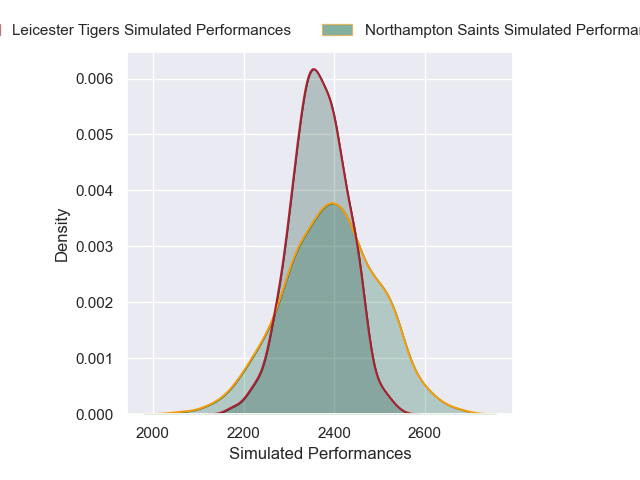 Leicester Tigers Simulated Performances
Northampton Saints Simulated
0.006
0.005
0.004
0.003
0.002
0.001
0.000
Density
2000
2200
2400
2600
Simulated Performances